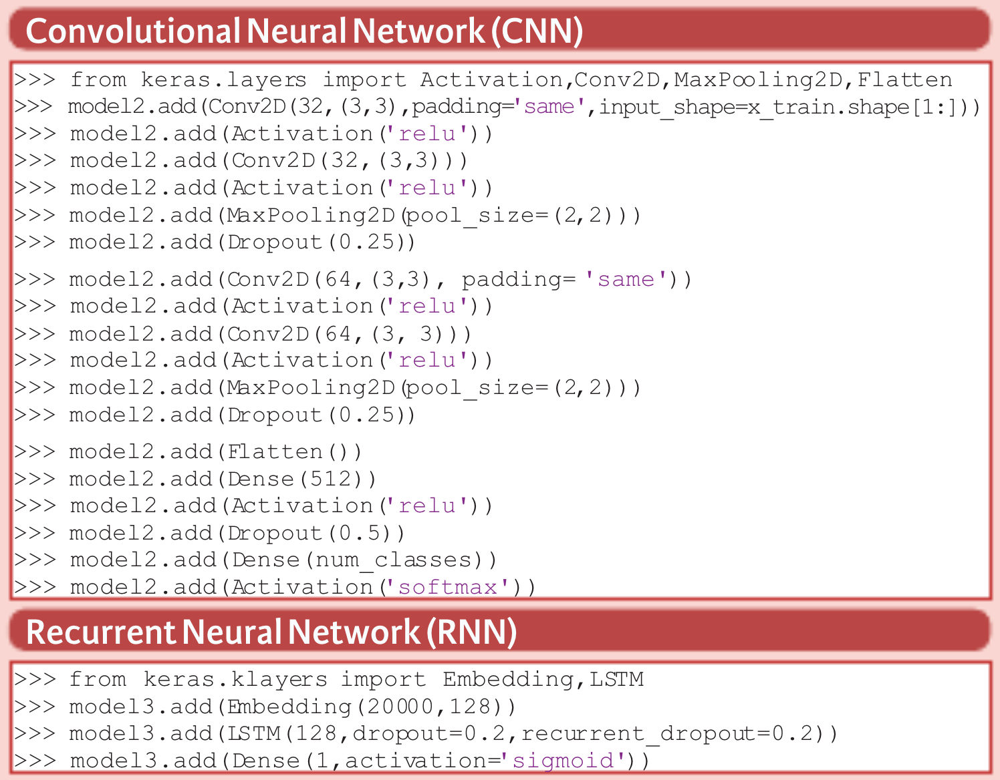 Convolutional Neural Network (CNN)
>>> from keras.layers import Activation,Conv2D,MaxPooling2D,Flatten
>>> model2.add(Conv2D(32,(3,3),padding='same',input_shape=x_train.shape[1:]))
>>> model2.add(Activation('relu'))
>>> model2.add(Conv2D(32,(3,3)))
>>> model2.add(Activation('relu'))
>>> model2.add(MaxPooling2D(pool_size=(2,2)))
>>> model2.add(Dropout(0.25))
>>> model2.add(Conv2D(64,(3,3), padding= 'same'))
>>> model2.add(Activation('relu'))
>>> model2.add(Conv2D(64,(3, 3)))
>>> model2.add(Activation('relu'))
>>> model2.add(MaxPooling2D(pool_size=(2,2)))
>>> model2.add(Dropout(0.25))
>>> model2.add(Flatten())
>>> model2.add(Dense(512))
>>> model2.add(Activation('relu'))
>>> model2.add(Dropout(0.5))
>>> model2.add(Dense(num_classes))
>>> model2.add(Activation('softmax'))
Recurrent Neural Network (RNN)
>>> from keras.klayers import Embedding,LSTM
>>> model3.add(Embedding(20000,128))
>>> model3.add(LSTM(128,dropout=0.2,recurrent_dropout=0.2))
>>> model3.add(Dense(1,activation='sigmoid'))